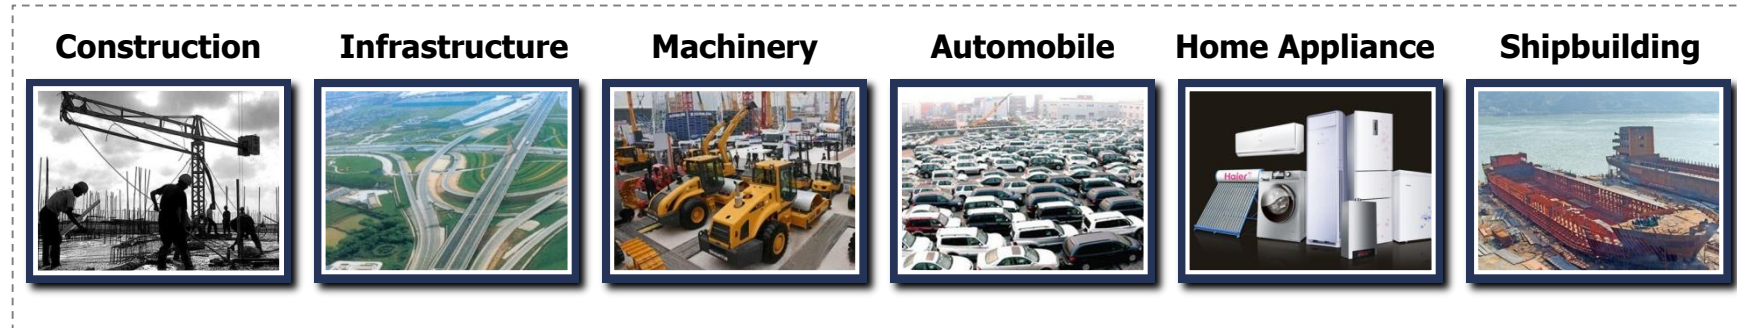 Construction
Infrastructure
Machinery
Automobile
Home Appliance
Shipbuilding
Haier